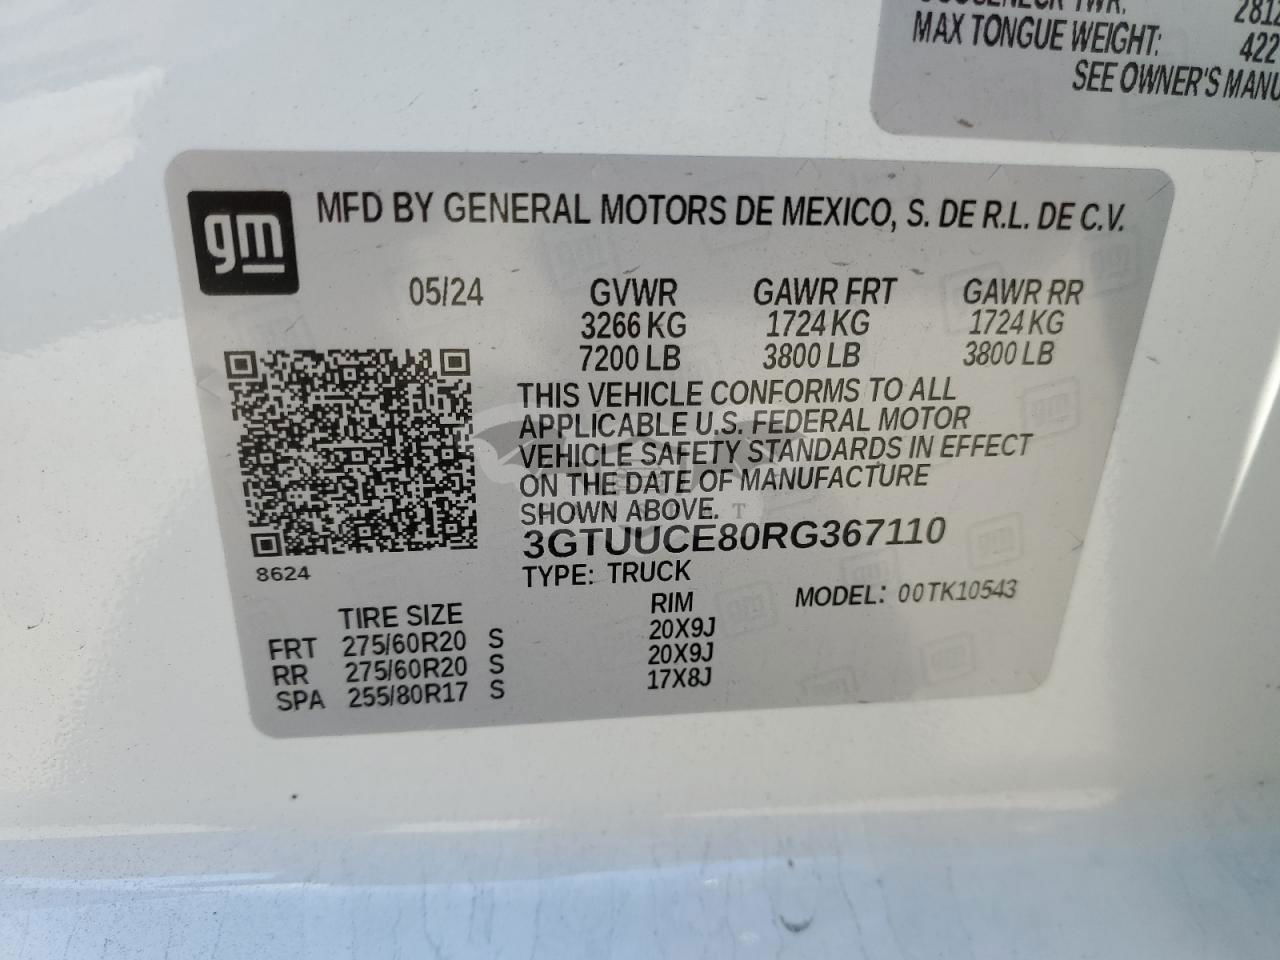 TWR: 281
MAX TONGUE WEIGHT: 422
SEE OWNER'S MANU
gm
MFD BY GENERAL MOTORS DE MEXICO, S. DE R.L. DE C.V.
05/24 GVWR GAWR FRT GAWR RR
3266 KG 1724 KG 1724 KG
7200 LB 3800 LB 3800 LB
THIS VEHICLE CONFORMS TO ALL
APPLICABLE U.S. FEDERAL MOTOR
VEHICLE SAFETY STANDARDS IN EFFECT
ON THE DATE OF MANUFACTURE
SHOWN ABOVE.
3GTUUCE80RG367110
8624
TYPE: TRUCK
TIRE SIZE RIM MODEL: 00TK10543
FRT 275/60R20 S 20X9J
RR 275/60R20 S 20X9J
SPA 255/80R17 S 17X8J